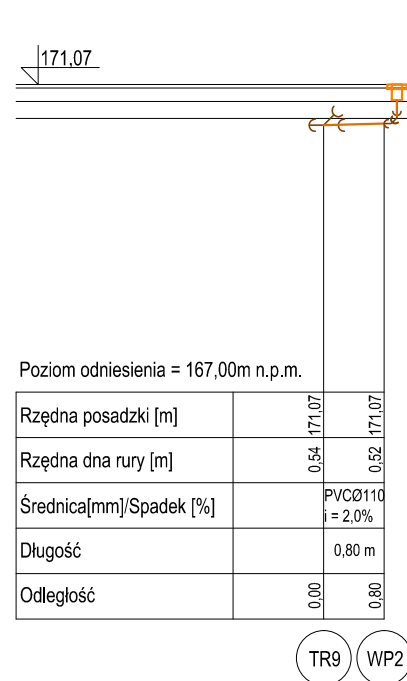 171,07
Poziom odniesienia = 167,00m n.p.m.
Rzędna posadzki [m] 171,07 171,07
Rzędna dna rury [m] 0,54 0,52
Średnica[mm]/Spadek [%] PVCØ110
i = 2,0%
Długość 0,80 m
Odległość 0,00 0,80
TR9 WP2